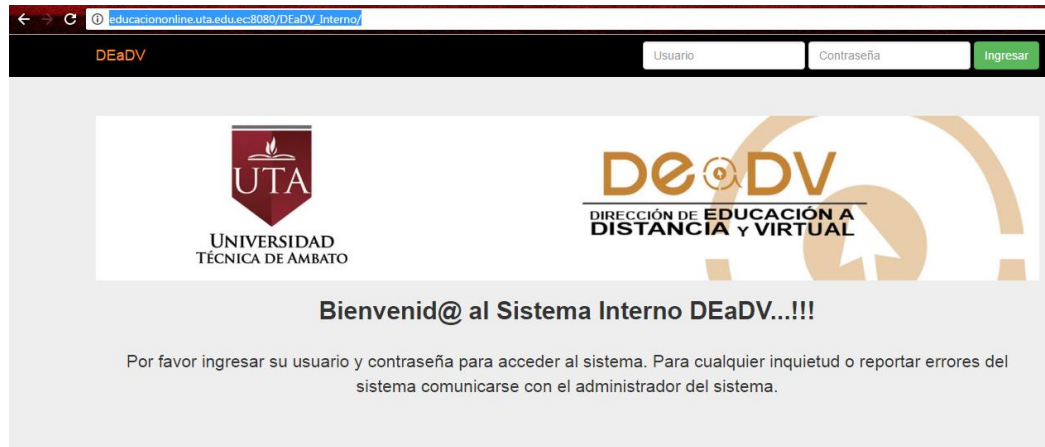 educaciononline.uta.edu.ec:8080/DEaDV_Interno/
DEaDV
Usuario
Contraseña
Ingresar
UTA
UNIVERSIDAD
TÉCNICA DE AMBATO
DeaDV
DIRECCIÓN DE EDUCACIÓN A
DISTANCIA Y VIRTUAL
Bienvenid@ al Sistema Interno DEaDV...!!!
Por favor ingresar su usuario y contraseña para acceder al sistema. Para cualquier inquietud o reportar errores del
sistema comunicarse con el administrador del sistema.